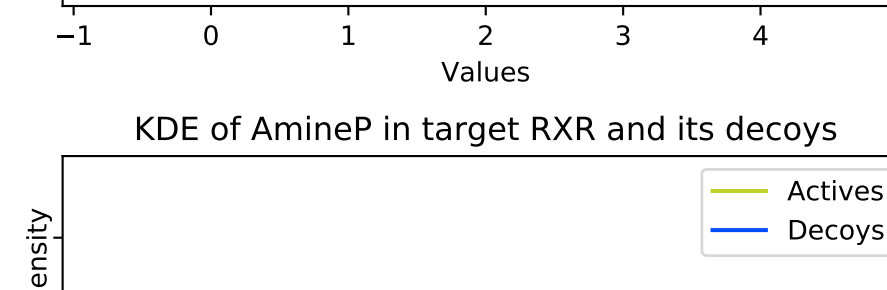 −1 0 1 2 3 4
Values
KDE of AmineP in target RXR and its decoys
Actives
Decoys
ensity